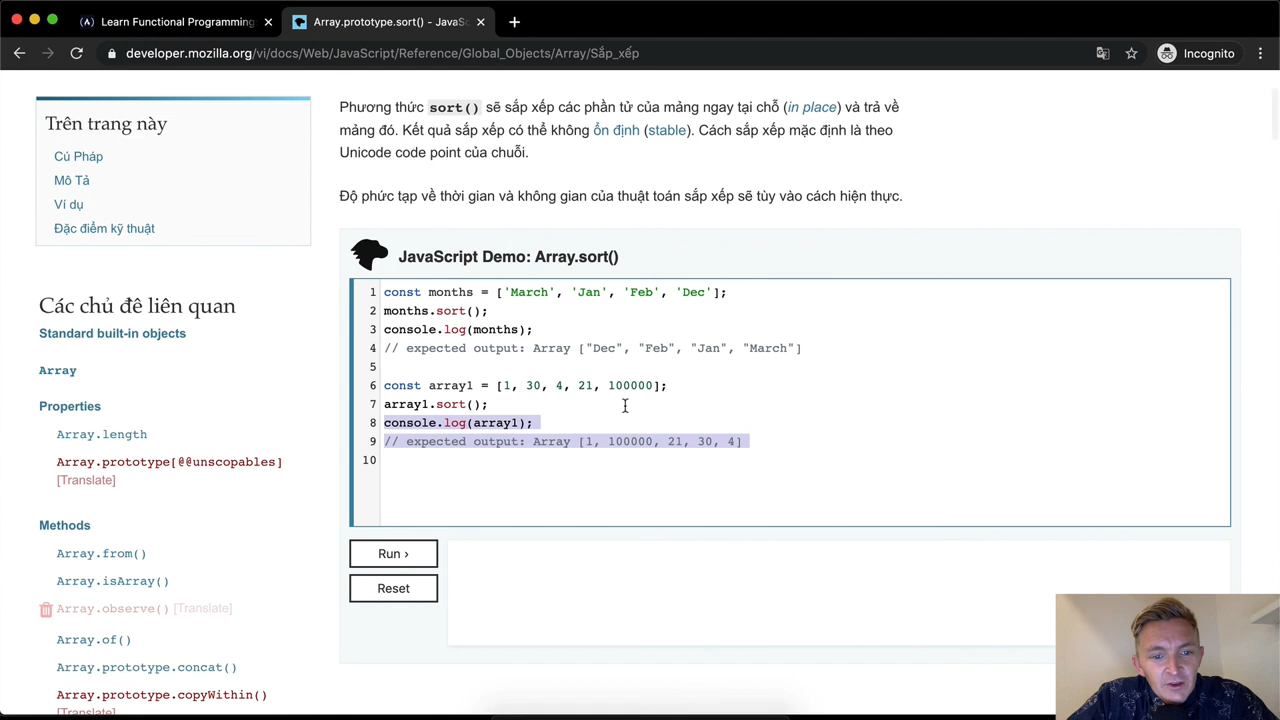 Learn Functional Programming
Array.prototype.sort() - JavaSc
developer.mozilla.org/vi/docs/Web/JavaScript/Reference/Global_Objects/Array/Sắp_xếp
Incognito
Trên trang này
Cú Pháp
Mô Tả
Ví dụ
Đặc điểm kỹ thuật
Các chủ đề liên quan
Standard built-in objects
Array
Properties
Array.length
Array.prototype[@@unscopables]
[Translate]
Methods
Array.from()
Array.isArray()
Array.observe() [Translate]
Array.of()
Array.prototype.concat()
Array.prototype.copyWithin()
[Translate]
Phương thức sort() sẽ sắp xếp các phần tử của mảng ngay tại chỗ (in place) và trả về
mảng đó. Kết quả sắp xếp có thể không ổn định (stable). Cách sắp xếp mặc định là theo
Unicode code point của chuỗi.
Độ phức tạp về thời gian và không gian của thuật toán sắp xếp sẽ tùy vào cách hiện thực.
JavaScript Demo: Array.sort()
1 const months = ['March', 'Jan', 'Feb', 'Dec'];
2 months.sort();
3 console.log(months);
4 // expected output: Array ["Dec", "Feb", "Jan", "March"]
5
6 const array1 = [1, 30, 4, 21, 100000];
7 array1.sort();
8 console.log(array1);
9 // expected output: Array [1, 100000, 21, 30, 4]
10
Run ›
Reset